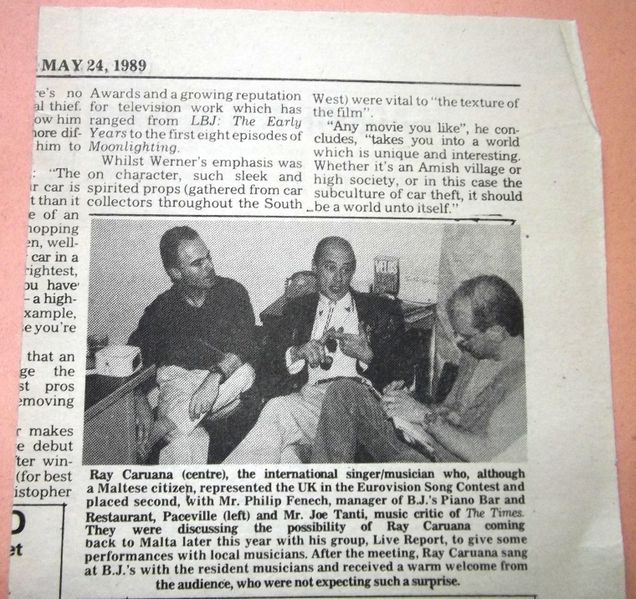 MAY 24, 1989
re's no
al thief.
ow him
more dif-
him to
: "The
r car is
t than it
e of an
hopping
en, well-
car in a
rightest,
ou have
– a high-
xample,
e you're
that an
ge the
st pros
emoving
r makes
e debut
fter win-
(for best
istopher
Awards and a growing reputation
for television work which has
ranged from LBJ: The Early
Years to the first eight episodes of
Moonlighting.
Whilst Werner's emphasis was
on character, such sleek and
spirited props (gathered from car
collectors throughout the South
West) were vital to "the texture of
the film".
"Any movie you like", he con-
cludes, "takes you into a world
which is unique and interesting.
Whether it's an Amish village or
high society, or in this case the
subculture of car theft, it should
be a world unto itself."
Ray Caruana (centre), the international singer/musician who, although
a Maltese citizen, represented the UK in the Eurovision Song Contest and
placed second, with Mr. Philip Fenech, manager of B.J.'s Piano Bar and
Restaurant, Paceville (left) and Mr. Joe Tanti, music critic of The Times.
They were discussing the possibility of Ray Caruana coming
back to Malta later this year with his group, Live Report, to give some
performances with local musicians. After the meeting, Ray Caruana sang
at B.J.'s with the resident musicians and received a warm welcome from
the audience, who were not expecting such a surprise.
D
et